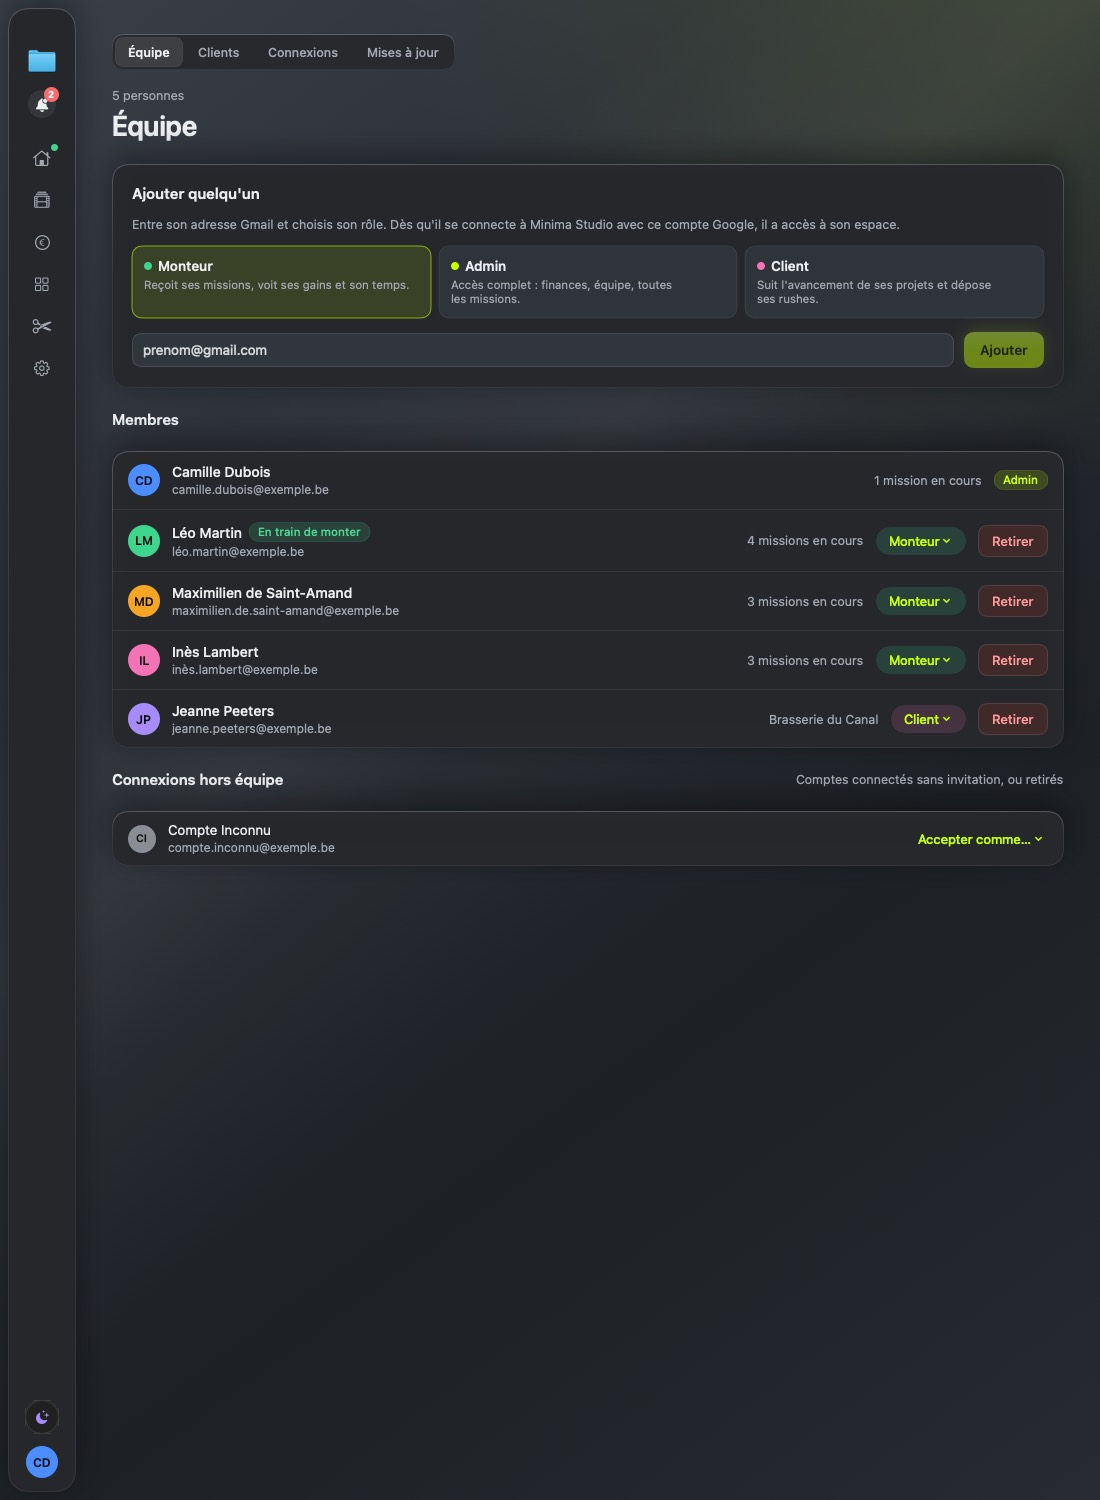 2
Équipe
Clients
Connexions
Mises à jour
5 personnes
Équipe
Ajouter quelqu'un
Entre son adresse Gmail et choisis son rôle. Dès qu'il se connecte à Minima Studio avec ce compte Google, il a accès à son espace.
Monteur
Reçoit ses missions, voit ses gains et son temps.
Admin
Accès complet : finances, équipe, toutes
les missions.
Client
Suit l'avancement de ses projets et dépose
ses rushes.
prenom@gmail.com
Ajouter
Membres
CD
Camille Dubois
camille.dubois@exemple.be
1 mission en cours
Admin
LM
Léo Martin
En train de monter
léo.martin@exemple.be
4 missions en cours
Monteur
Retirer
MD
Maximilien de Saint-Amand
maximilien.de.saint-amand@exemple.be
3 missions en cours
Monteur
Retirer
IL
Inès Lambert
inès.lambert@exemple.be
3 missions en cours
Monteur
Retirer
JP
Jeanne Peeters
jeanne.peeters@exemple.be
Brasserie du Canal
Client
Retirer
Connexions hors équipe
Comptes connectés sans invitation, ou retirés
CI
Compte Inconnu
compte.inconnu@exemple.be
Accepter comme...
CD